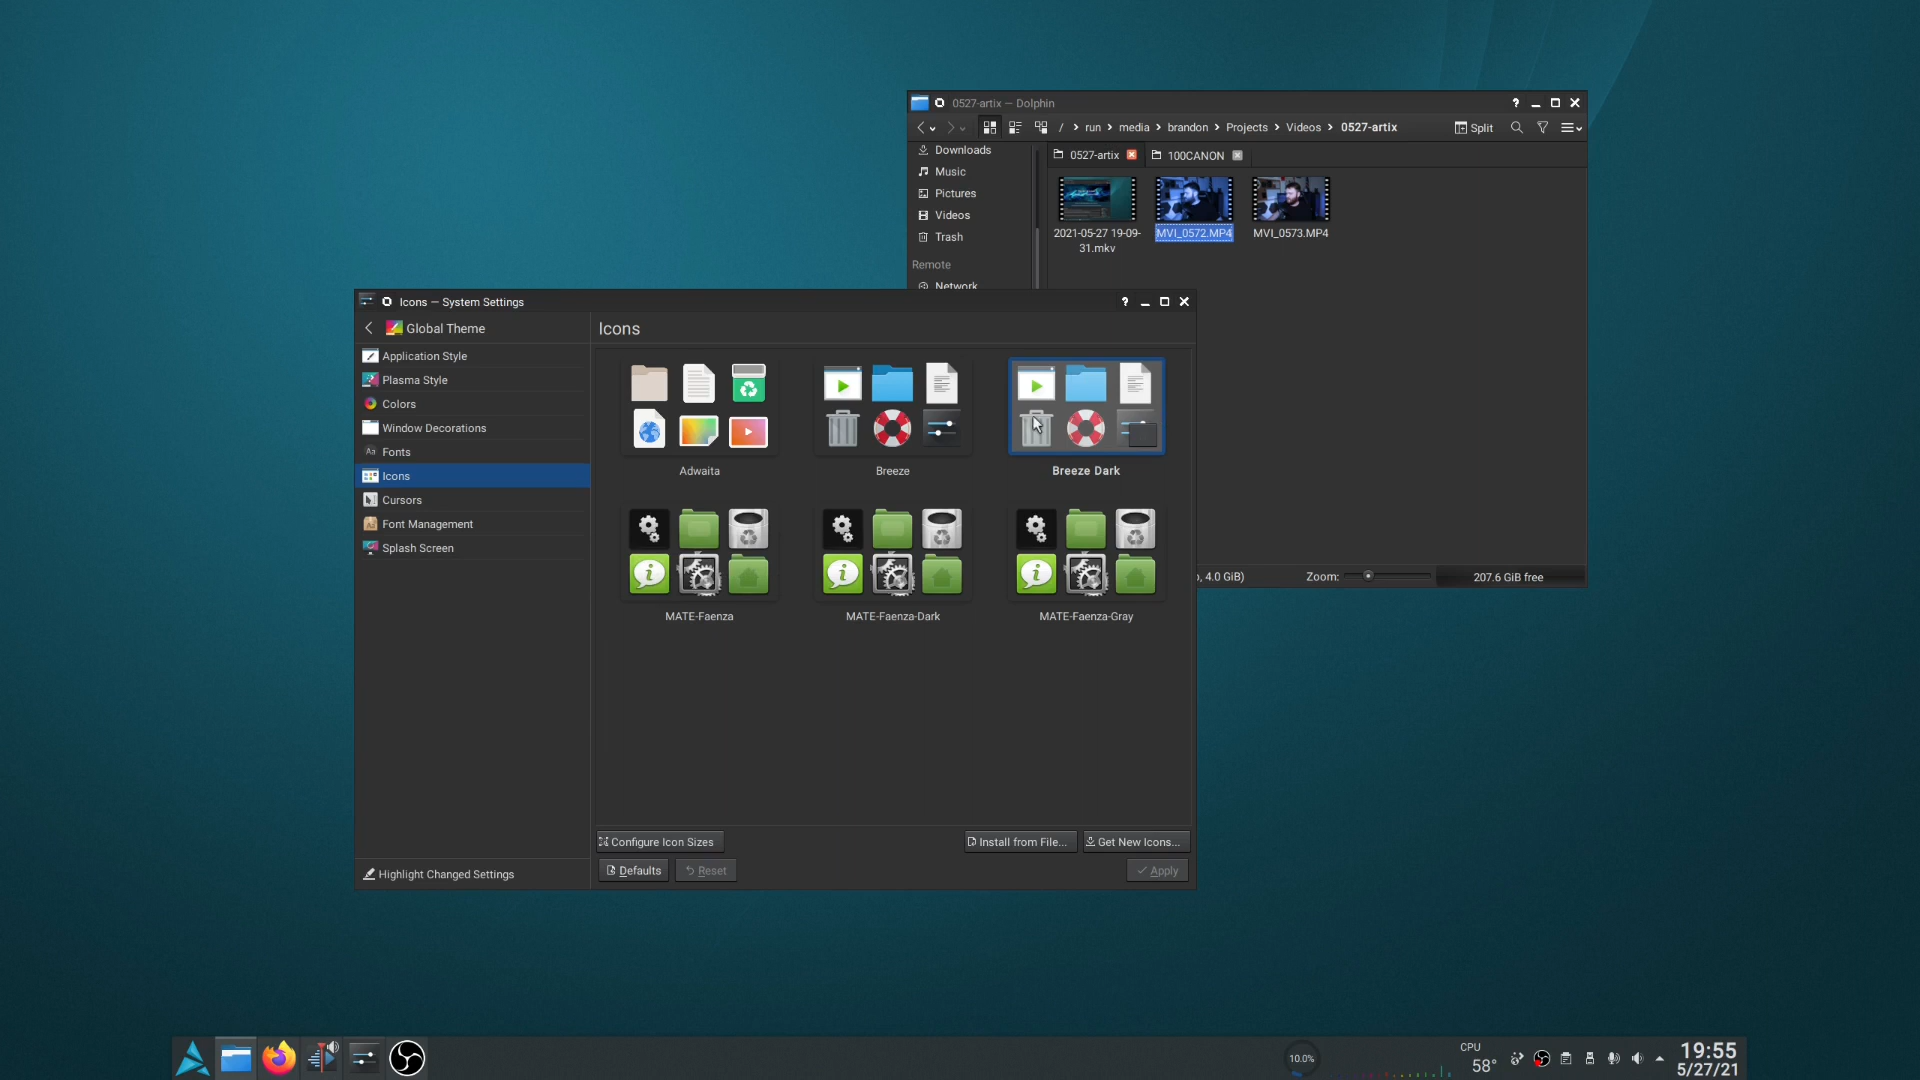 0527-artix — Dolphin
/ > run > media > brandon > Projects > Videos > 0527-artix
Split
Downloads
Music
Pictures
Videos
Trash
Remote
Network
0527-artix
100CANON
2021-05-27 19-09-
31.mkv
MVI_0572.MP4
MVI_0573.MP4
, 4.0 GiB)
Zoom:
207.6 GiB free
Icons — System Settings
Global Theme
Icons
Application Style
Plasma Style
Colors
Window Decorations
Aa Fonts
Icons
Cursors
Font Management
Splash Screen
Highlight Changed Settings
Adwaita
Breeze
Breeze Dark
MATE-Faenza
MATE-Faenza-Dark
MATE-Faenza-Gray
Configure Icon Sizes
Install from File...
Get New Icons...
Defaults
Reset
Apply
10.0%
CPU
58°
19:55
5/27/21